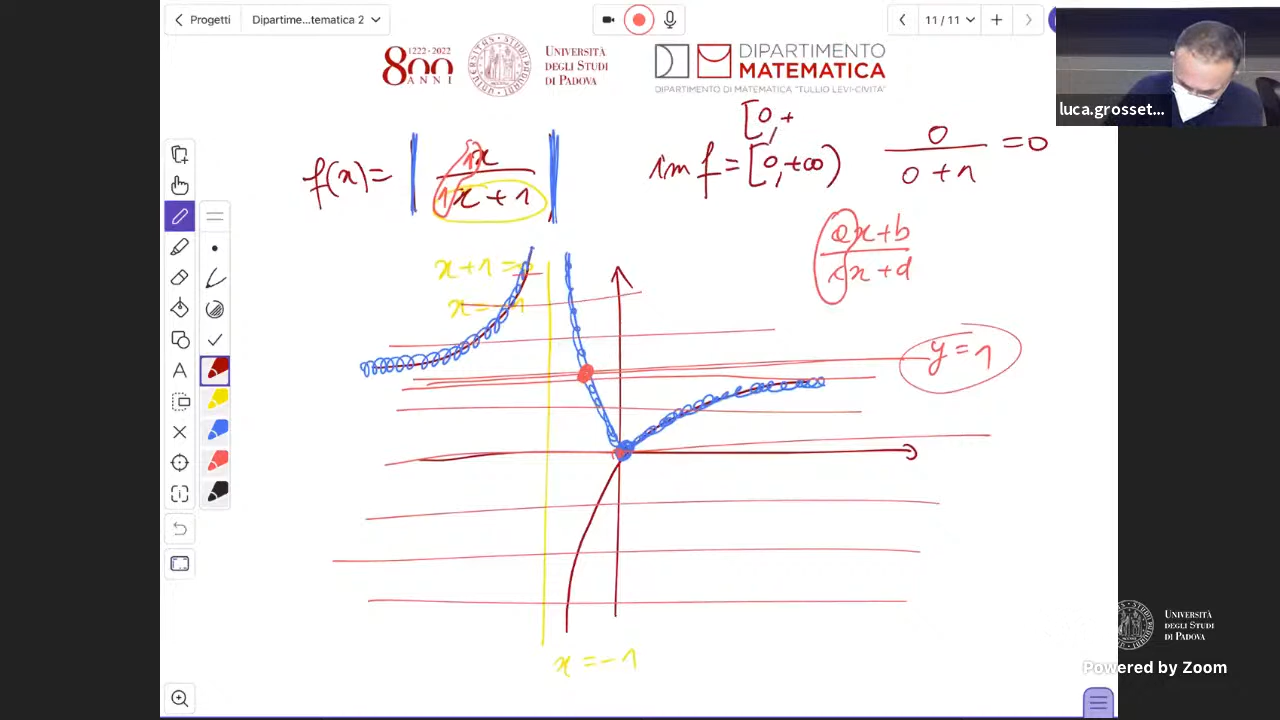 Progetti
Dipartime...tematica 2
11 / 11
1222·2022
800
ANNI
UNIVERSITÀ
DEGLI STUDI
DI PADOVA
DIPARTIMENTO
MATEMATICA
DIPARTIMENTO DI MATEMATICA "TULLIO LEVI-CIVITA"
luca.grosset...
[0,+
f(x)= | 1x / 1x+1 |
im f = [0,+∞)
0 / 0+1 = 0
ax+b
cx+d
x+1=
x=-1
y=1
x=-1
A
UNIVERSITÀ
DEGLI STUDI
DI PADOVA
Powered by Zoom